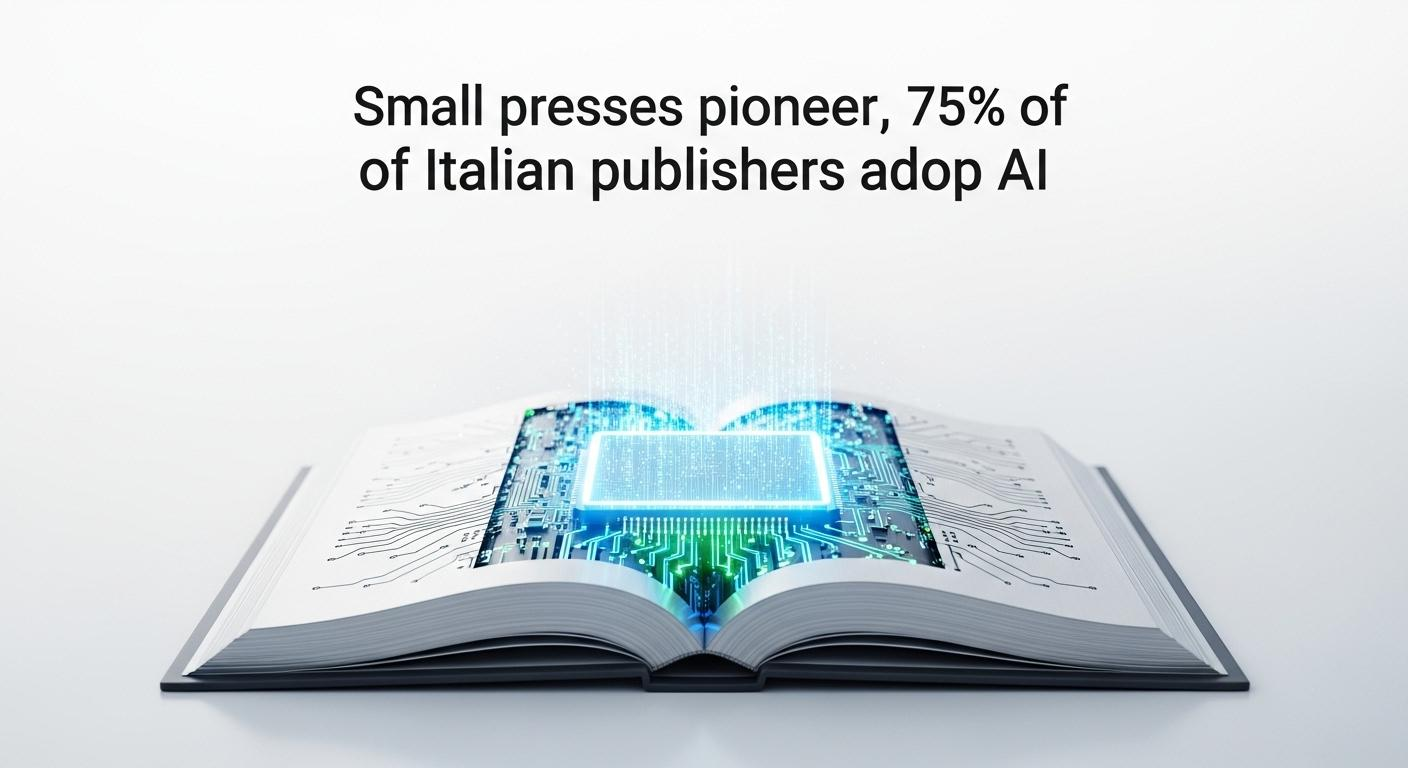 Small presses pioneer, 75% of
of Italian publishers adop AI